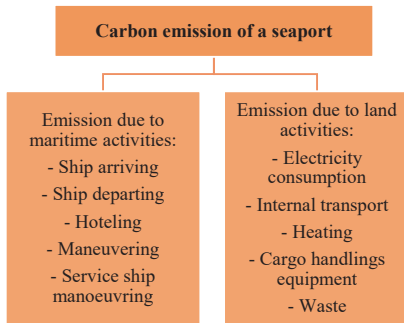 Carbon emission of a seaport
Emission due to
maritime activities:
- Ship arriving
- Ship departing
- Hoteling
- Maneuvering
- Service ship
manoeuvring
Emission due to land
activities:
- Electricity
consumption
- Internal transport
- Heating
- Cargo handlings
equipment
- Waste